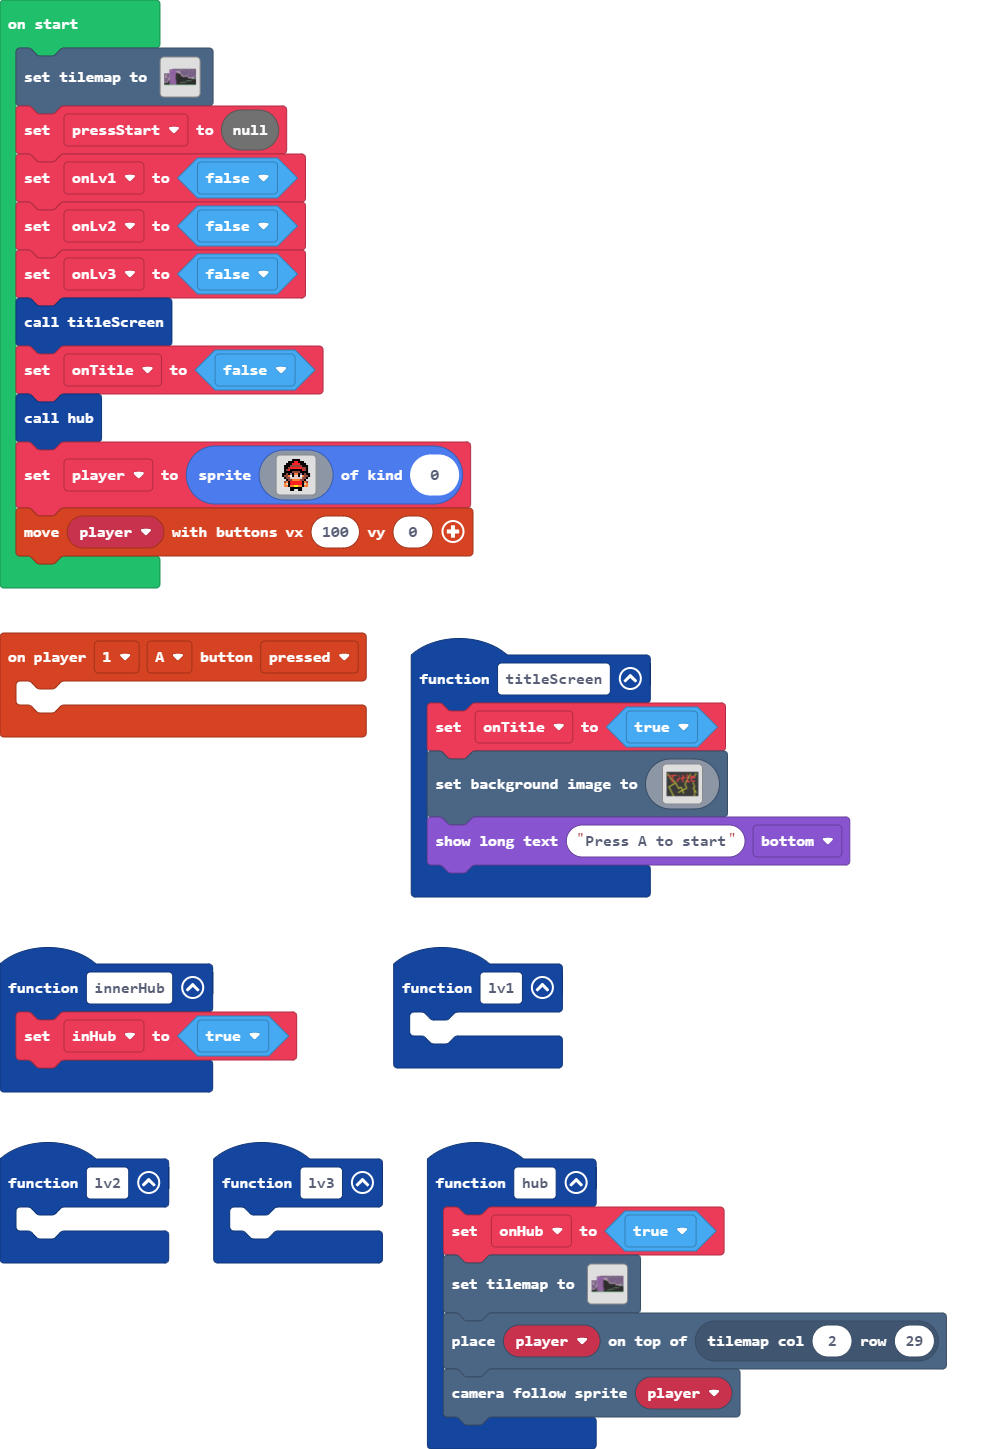 on start
set tilemap to
set pressStart to null
set onLv1 to false
set onLv2 to false
set onLv3 to false
call titleScreen
set onTitle to false
call hub
set player to sprite of kind 0
move player with buttons vx 100 vy 0
on player 1 A button pressed
function titleScreen
set onTitle to true
set background image to
show long text "Press A to start" bottom
function innerHub
set inHub to true
function lv1
function lv2
function lv3
function hub
set onHub to true
set tilemap to
place player on top of tilemap col 2 row 29
camera follow sprite player